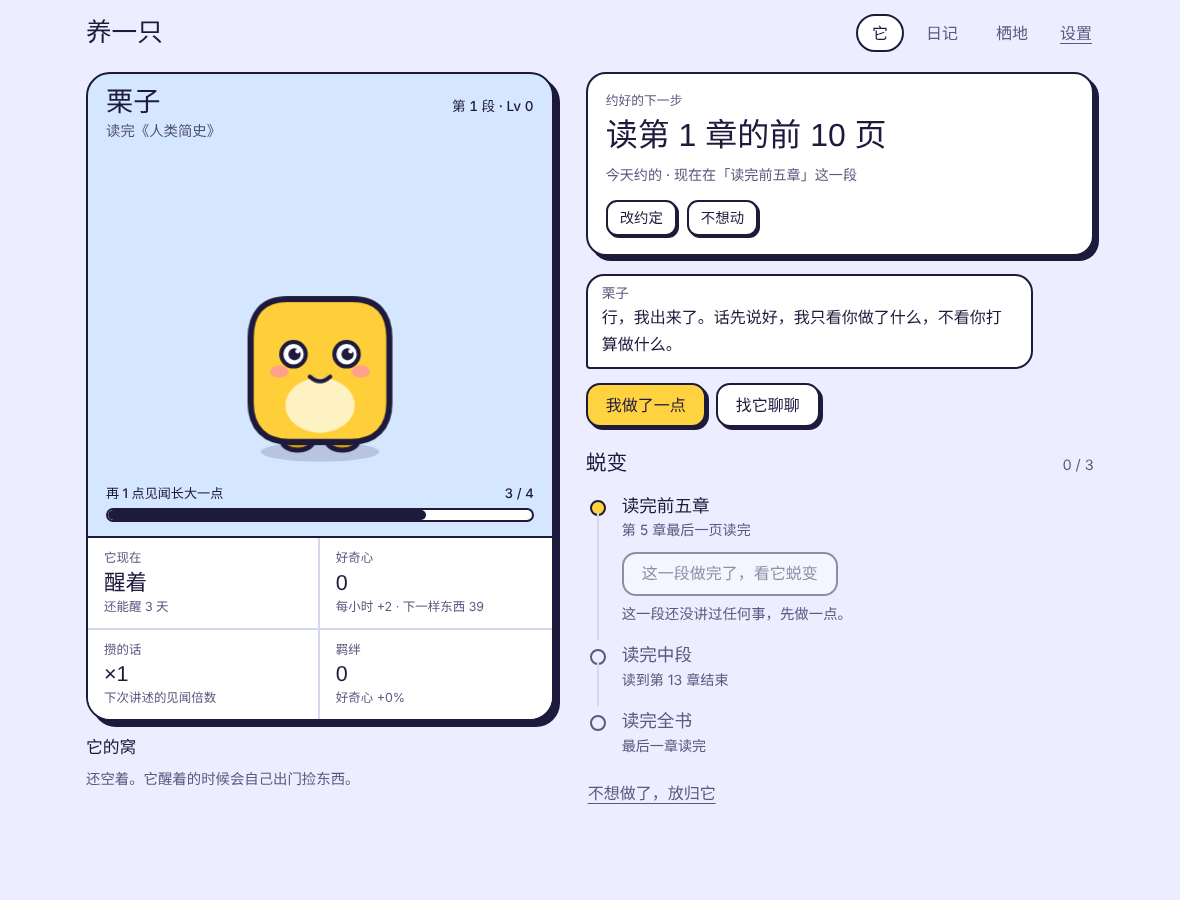 养一只
它
日记
栖地
设置
栗子
第 1 段 · Lv 0
读完《人类简史》
再 1 点见闻长大一点
3 / 4
它现在
醒着
还能醒 3 天
好奇心
0
每小时 +2 · 下一样东西 39
攒的话
×1
下次讲述的见闻倍数
羁绊
0
好奇心 +0%
它的窝
还空着。它醒着的时候会自己出门捡东西。
约好的下一步
读第 1 章的前 10 页
今天约的 · 现在在「读完前五章」这一段
改约定
不想动
栗子
行，我出来了。话先说好，我只看你做了什么，不看你打
算做什么。
我做了一点
找它聊聊
蜕变
0 / 3
读完前五章
第 5 章最后一页读完
这一段做完了，看它蜕变
这一段还没讲过任何事，先做一点。
读完中段
读到第 13 章结束
读完全书
最后一章读完
不想做了，放归它